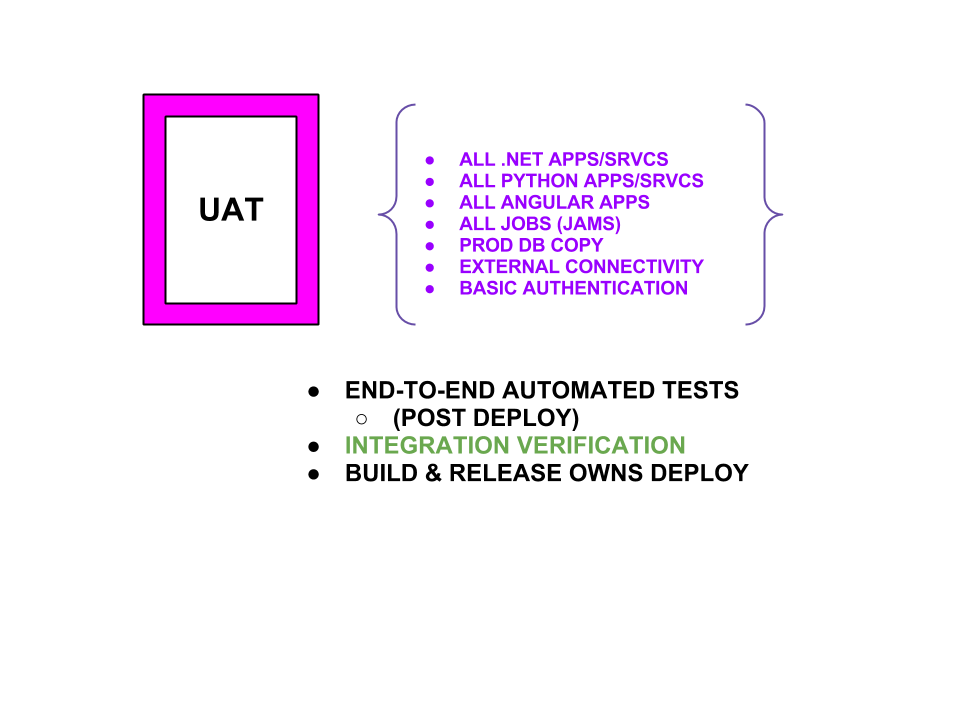 UAT
● ALL .NET APPS/SRVCS
● ALL PYTHON APPS/SRVCS
● ALL ANGULAR APPS
● ALL JOBS (JAMS)
● PROD DB COPY
● EXTERNAL CONNECTIVITY
● BASIC AUTHENTICATION
● END-TO-END AUTOMATED TESTS
○ (POST DEPLOY)
● INTEGRATION VERIFICATION
● BUILD & RELEASE OWNS DEPLOY